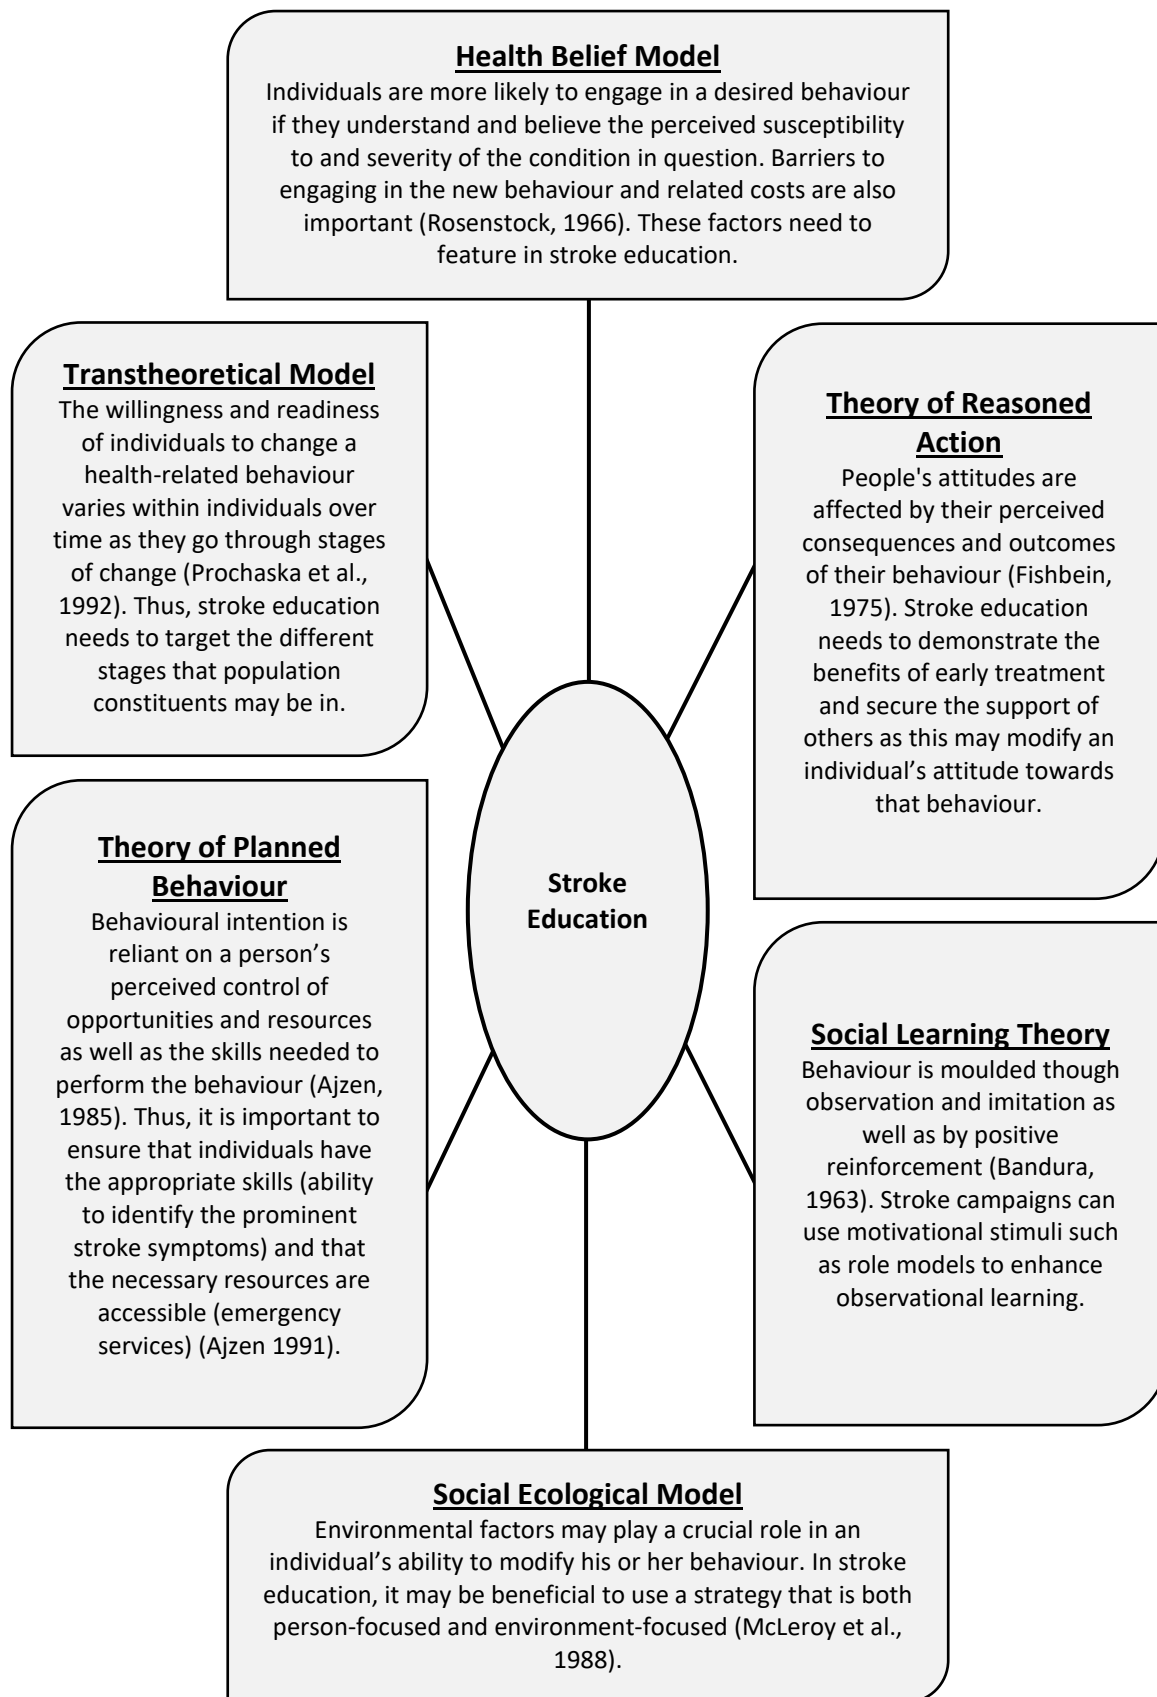 Health Belief Model
Individuals are more likely to engage in a desired behaviour
if they understand and believe the perceived susceptibility
to and severity of the condition in question. Barriers to
engaging in the new behaviour and related costs are also
important (Rosenstock, 1966). These factors need to
feature in stroke education.
Transtheoretical Model
The willingness and readiness
of individuals to change a
health-related behaviour
varies within individuals over
time as they go through stages
of change (Prochaska et al.,
1992). Thus, stroke education
needs to target the different
stages that population
constituents may be in.
Theory of Reasoned
Action
People's attitudes are
affected by their perceived
consequences and outcomes
of their behaviour (Fishbein,
1975). Stroke education
needs to demonstrate the
benefits of early treatment
and secure the support of
others as this may modify an
individual’s attitude towards
that behaviour.
Theory of Planned
Behaviour
Behavioural intention is
reliant on a person’s
perceived control of
opportunities and resources
as well as the skills needed to
perform the behaviour (Ajzen,
1985). Thus, it is important to
ensure that individuals have
the appropriate skills (ability
to identify the prominent
stroke symptoms) and that
the necessary resources are
accessible (emergency
services) (Ajzen 1991).
Stroke
Education
Social Learning Theory
Behaviour is moulded though
observation and imitation as
well as by positive
reinforcement (Bandura,
1963). Stroke campaigns can
use motivational stimuli such
as role models to enhance
observational learning.
Social Ecological Model
Environmental factors may play a crucial role in an
individual’s ability to modify his or her behaviour. In stroke
education, it may be beneficial to use a strategy that is both
person-focused and environment-focused (McLeroy et al.,
1988).